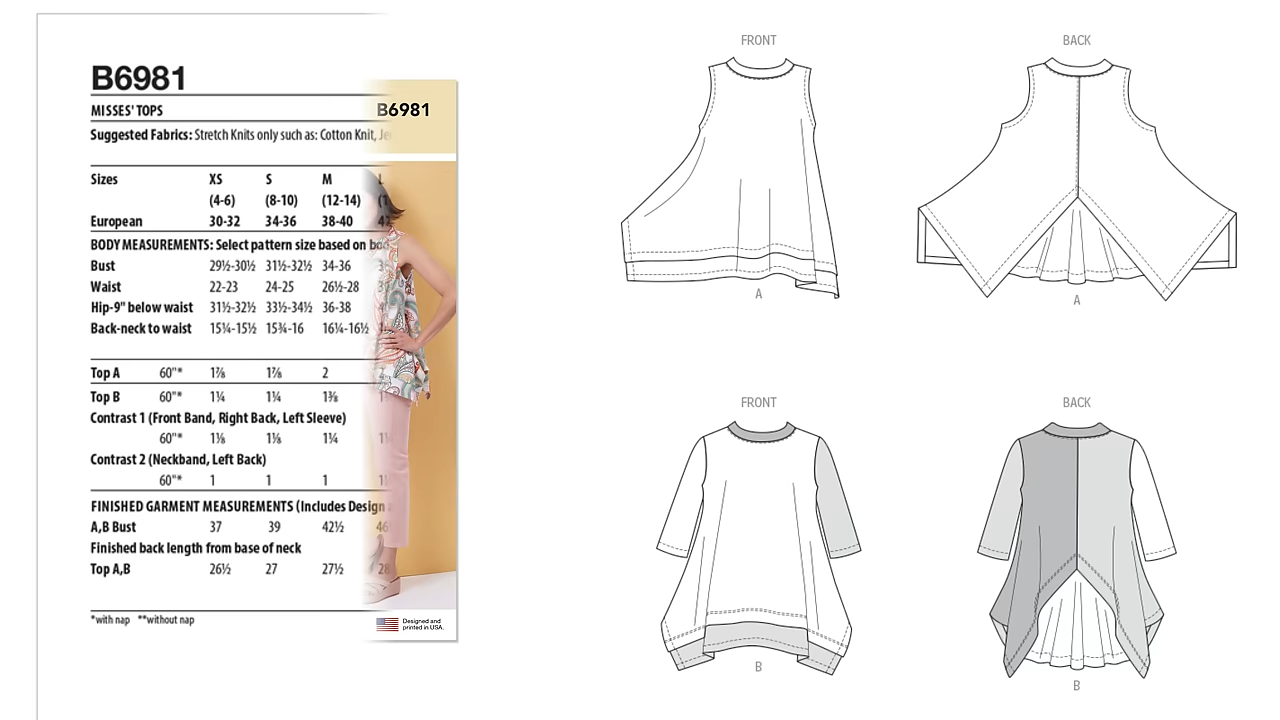 B6981
MISSES' TOPS
Suggested Fabrics: Stretch Knits only such as: Cotton Knit,
Sizes XS S M L
(4-6) (8-10) (12-14)
European 30-32 34-36 38-40
BODY MEASUREMENTS: Select pattern size based on
Bust 29½-30½ 31½-32½ 34-36
Waist 22-23 24-25 26½-28
Hip-9" below waist 31½-32½ 33½-34½ 36-38
Back-neck to waist 15¼-15½ 15¾-16 16¼-16½
Top A 60"* 1⅞ 1⅞ 2
Top B 60"* 1¼ 1¼ 1⅜
Contrast 1 (Front Band, Right Back, Left Sleeve)
60"* 1⅛ 1⅛ 1¼
Contrast 2 (Neckband, Left Back)
60"* 1 1 1
FINISHED GARMENT MEASUREMENTS (Includes Design
A,B Bust 37 39 42½ 46
Finished back length from base of neck
Top A,B 26½ 27 27½ 28
*with nap **without nap
B6981
Designed and
printed in USA.
FRONT
A
BACK
A
FRONT
B
BACK
B